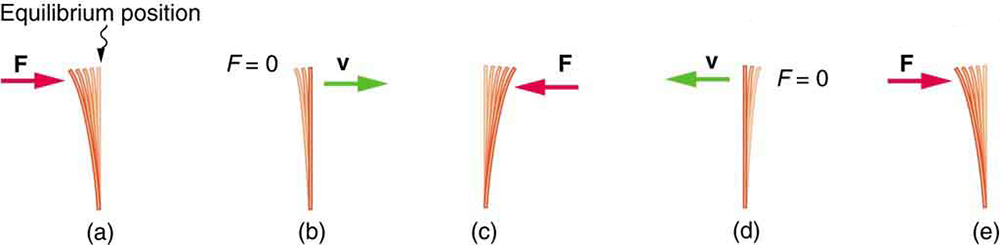 Equilibrium position
F
F = 0
v
F
v
F = 0
F
(a)
(b)
(c)
(d)
(e)